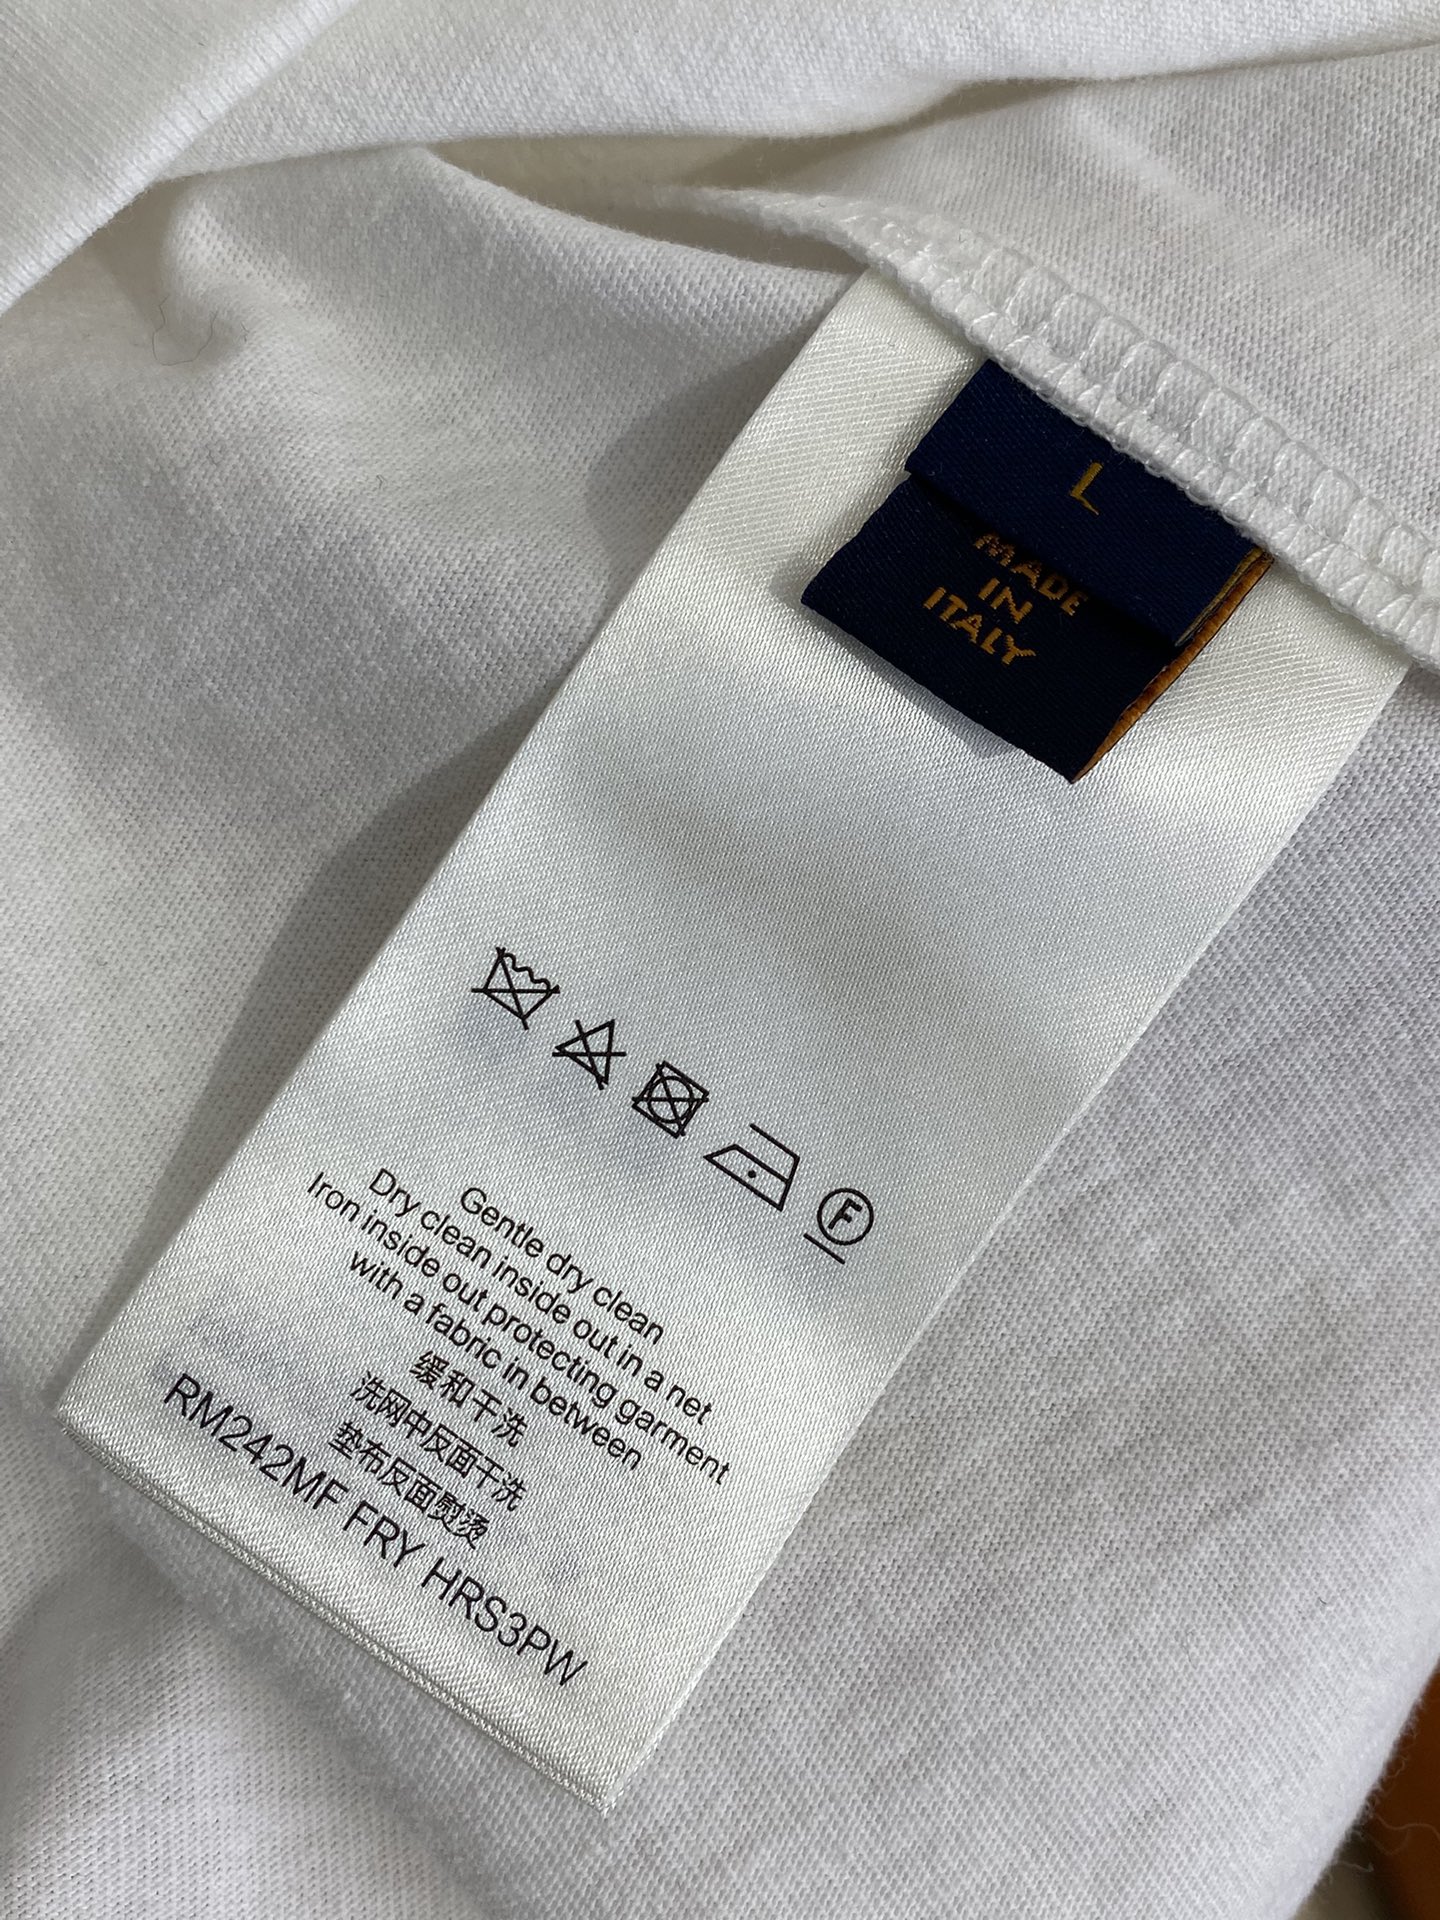 L
MADE
IN
ITALY
F
Gentle dry clean
Dry clean inside out in a net
Iron inside out protecting garment
with a fabric in between
缓和干洗
洗网中反面干洗
垫布反面熨烫
RM242MF FRY HRS3PW